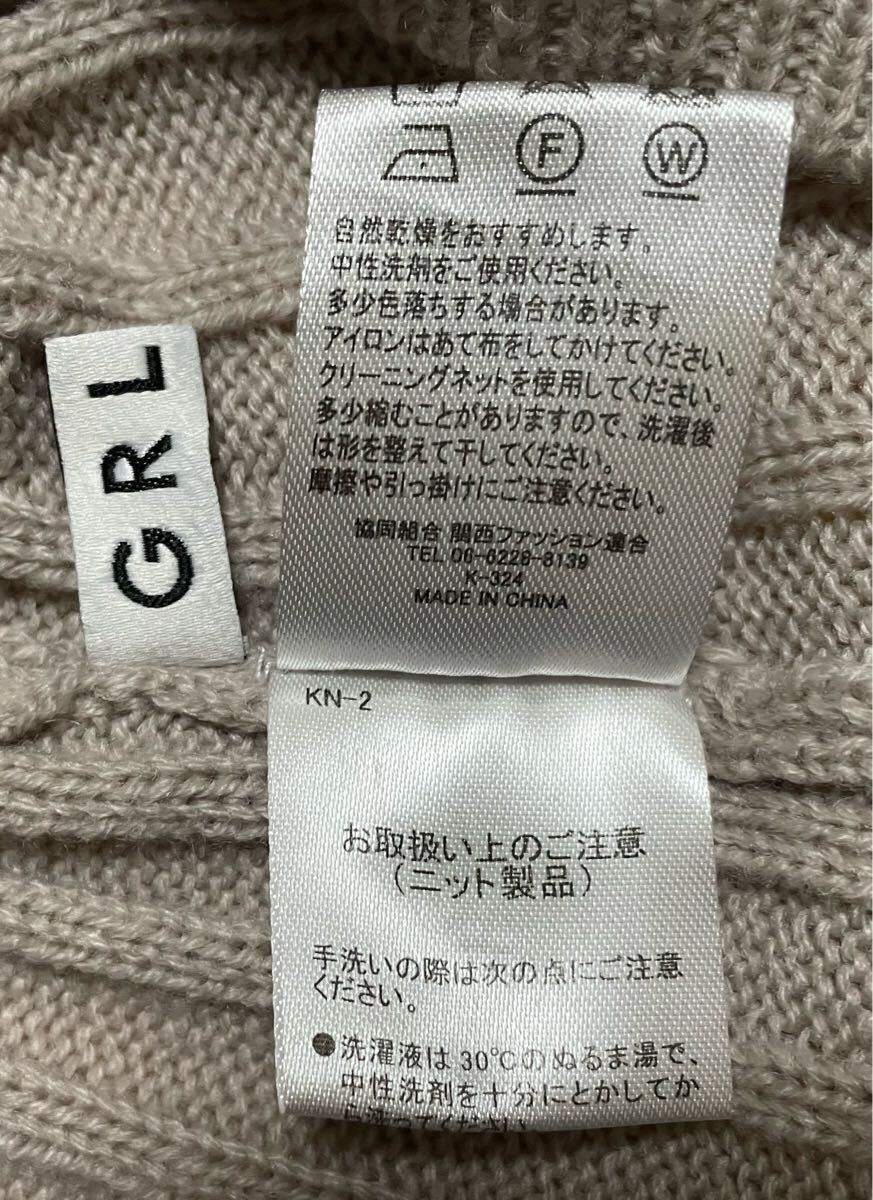 F W
自然乾燥をおすすめします。
中性洗剤をご使用ください。
多少色落ちする場合があります。
アイロンはあて布をしてかけてください。
クリーニングネットを使用してください。
多少縮むことがありますので、洗濯後
は形を整えて干してください。
摩擦や引っ掛けにご注意ください。
協同組合 関西ファッション連合
TEL 06-6228-8139
K-324
MADE IN CHINA
GRL
KN-2
お取扱い上のご注意
(ニット製品)
手洗いの際は次の点にご注意
ください。
●洗濯液は30℃のぬるま湯で、
中性洗剤を十分にとかしてか
ら洗ってください